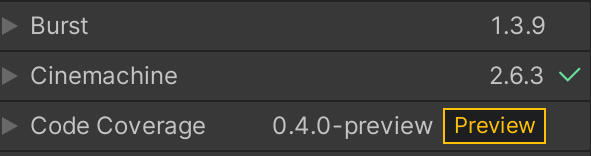 Burst 1.3.9
Cinemachine 2.6.3
Code Coverage 0.4.0-preview Preview